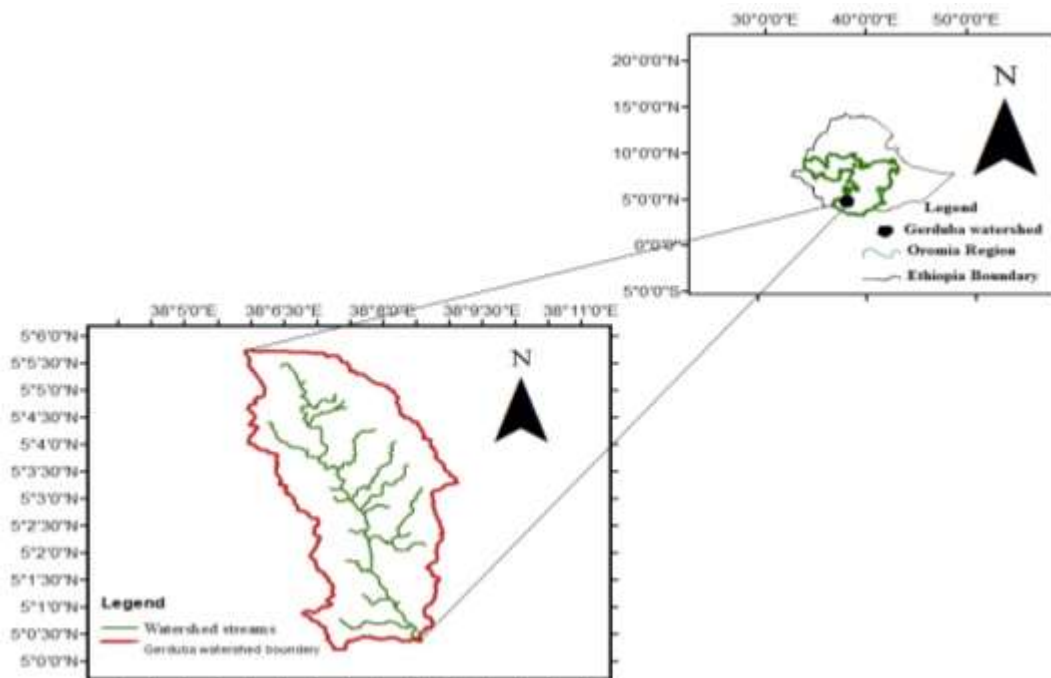 30°0'0"E 40°0'0"E 50°0'0"E
20°0'0"N
15°0'0"N
10°0'0"N
5°0'0"N
0°0'0"
5°0'0"S
N
Legend
Gerduba watershed
Oromia Region
Ethiopia Boundary
38°5'0"E 38°6'30"E 38°8'0"E 38°9'30"E 38°11'0"E
5°6'0"N
5°5'30"N
5°5'0"N
5°4'30"N
5°4'0"N
5°3'30"N
5°3'0"N
5°2'30"N
5°2'0"N
5°1'30"N
5°1'0"N
5°0'30"N
5°0'0"N
N
Legend
Watershed streams
Gerduba watershed boundery